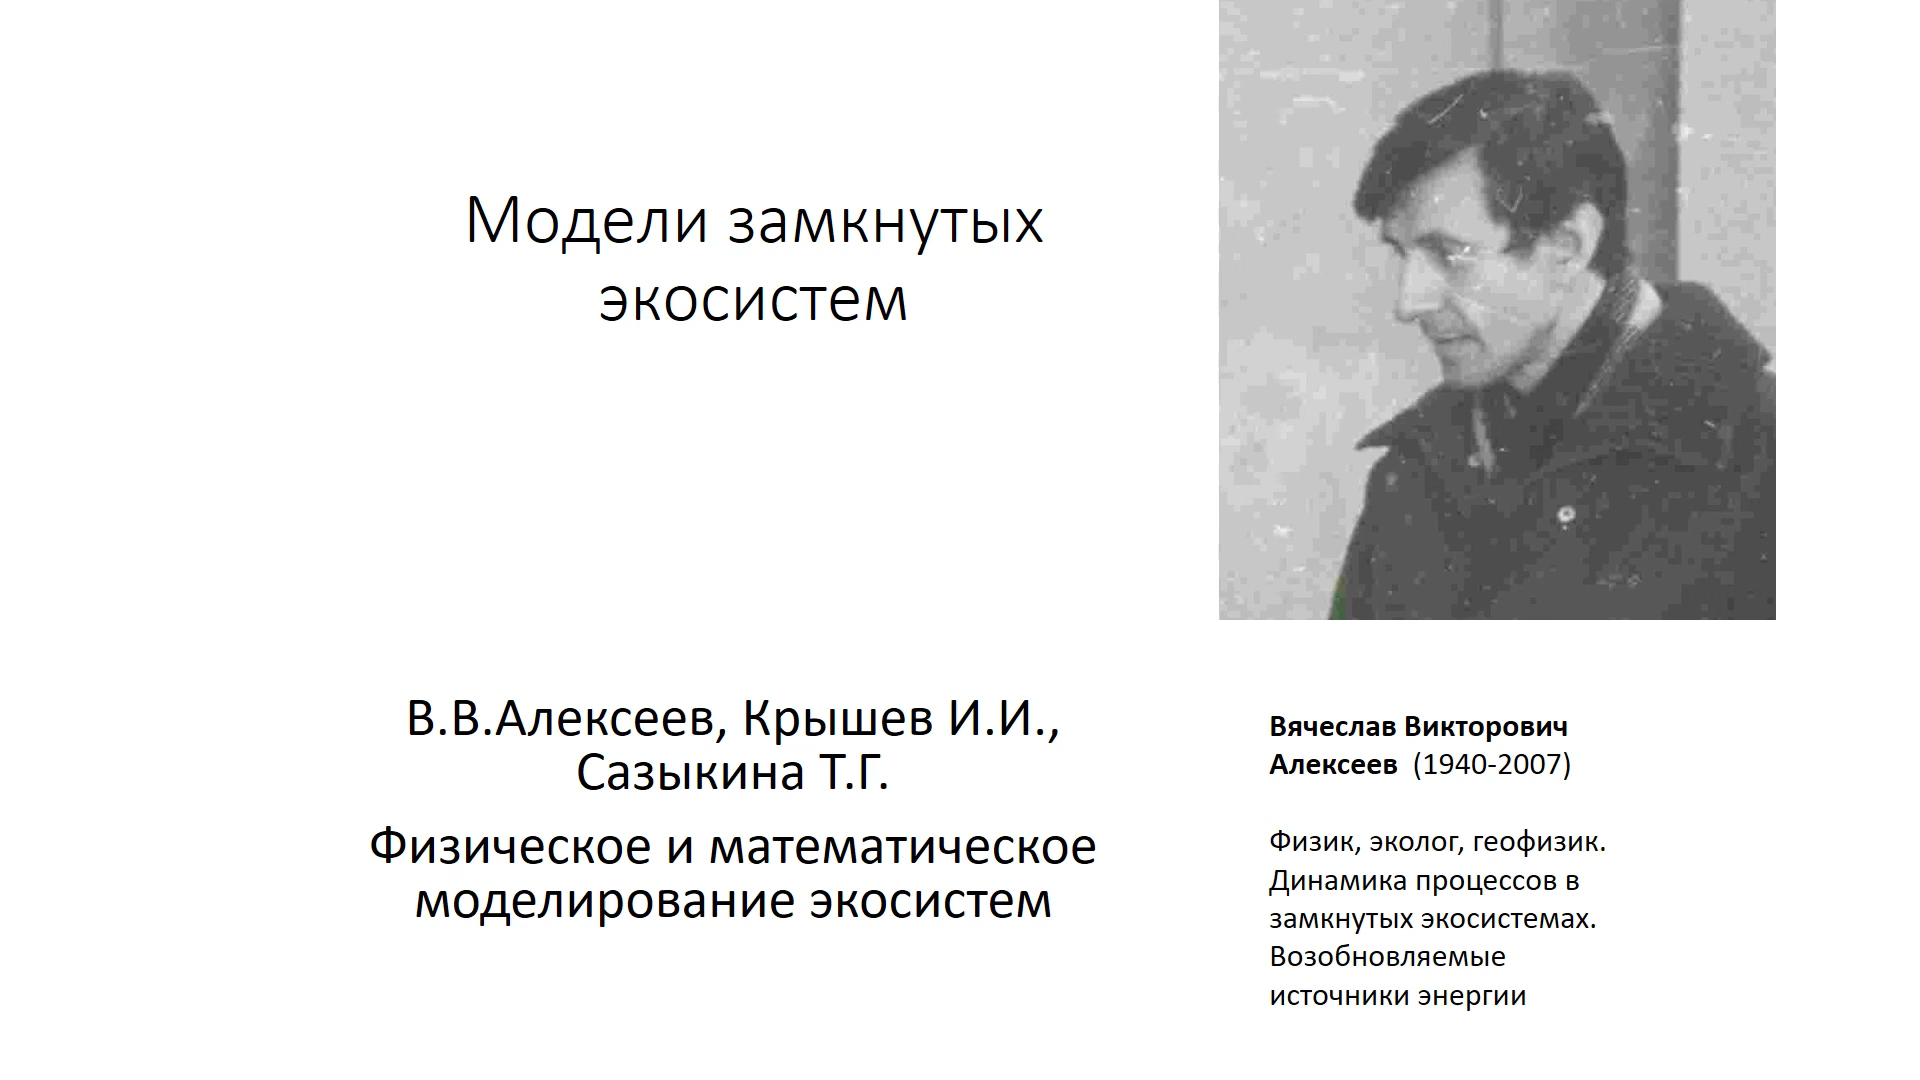 Модели замкнутых
экосистем
В.В.Алексеев, Крышев И.И.,
Сазыкина Т.Г.
Физическое и математическое
моделирование экосистем
Вячеслав Викторович
Алексеев (1940-2007)
Физик, эколог, геофизик.
Динамика процессов в
замкнутых экосистемах.
Возобновляемые
источники энергии